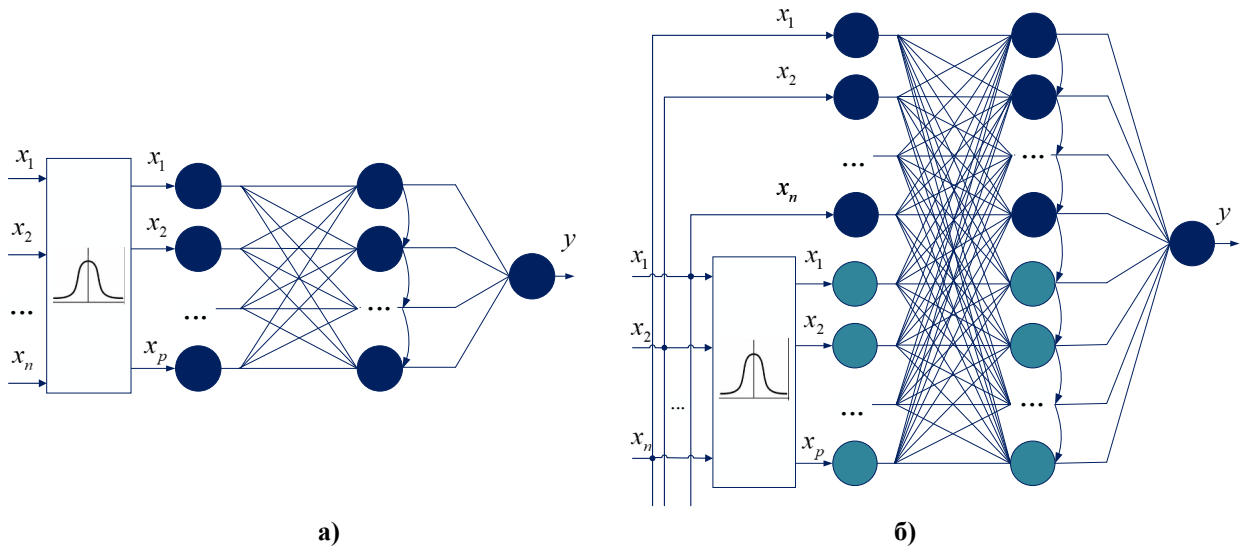 x₁
x₂
...
xₙ
x₁
x₂
...
xₚ
...
y
а)
x₁
x₂
...
xₙ
...
x₁
x₂
...
xₙ
x₁
x₂
...
xₚ
...
...
y
б)